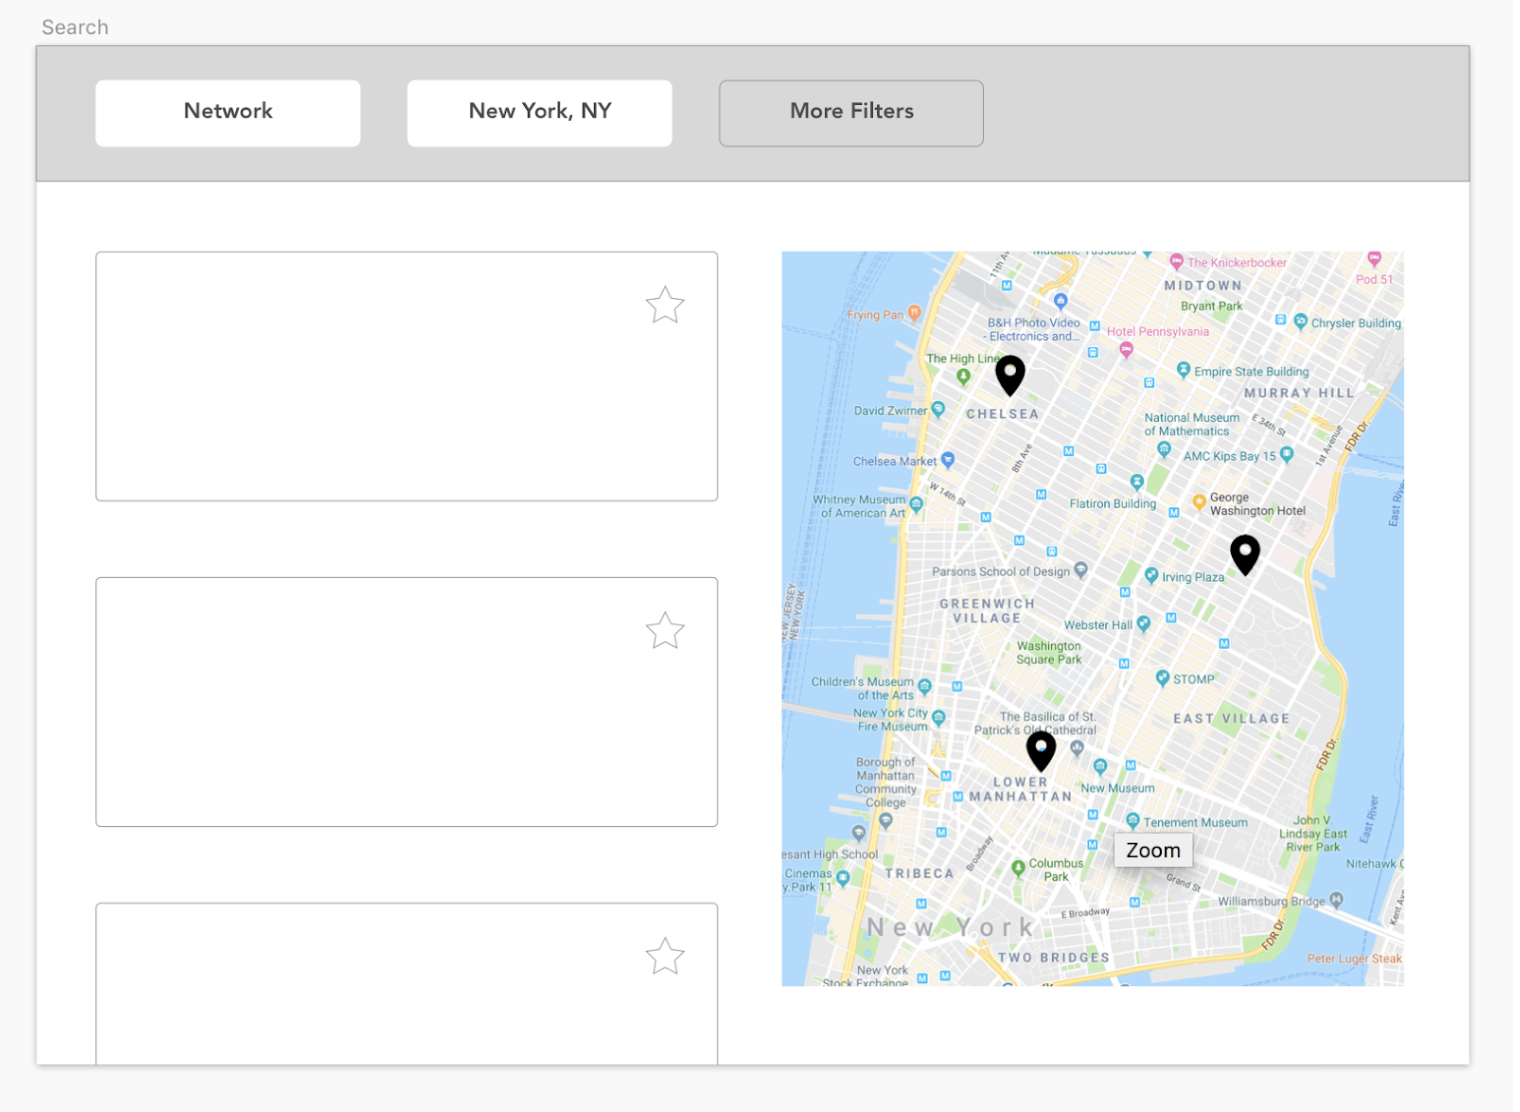 Search
Network
New York, NY
More Filters
11th Av
The Knickerbocker
Pod 51
MIDTOWN
Bryant Park
Frying Pan
B&H Photo Video
- Electronics and...
Chrysler Building
Hotel Pennsylvania
The High Line
Empire State Building
MURRAY HILL
David Zwirner
CHELSEA
National Museum
of Mathematics
E 34th St
FDR Dr.
1st Avenue
8th Ave
Chelsea Market
AMC Kips Bay 15
W 14th St
Whitney Museum
of American Art
Flatiron Building
George
Washington Hotel
East River
Parsons School of Design
Irving Plaza
NEW JERSEY
NEW YORK
GREENWICH
VILLAGE
Webster Hall
Washington
Square Park
Children's Museum
of the Arts
STOMP
New York City
Fire Museum
The Basilica of St.
Patrick's Old Cathedral
EAST VILLAGE
FDR Dr.
Borough of
Manhattan
Community
College
LOWER
MANHATTAN
New Museum
Tenement Museum
John V.
Lindsay East
River Park
East River
Zoom
esant High School
Broadway
Columbus
Park
Nitehawk C
Cinemas
y Park 11
TRIBECA
Grand St
Williamsburg Bridge
Kent Av
E Broadway
New York
FDR Dr.
TWO BRIDGES
Peter Luger Steak
New York
Stock Exchange